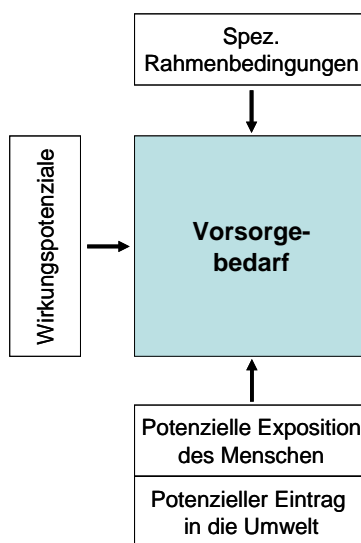 Spez.
Rahmenbedingungen
Wirkungspotenziale
Vorsorge-
bedarf
Potenzielle Exposition
des Menschen
Potenzieller Eintrag
in die Umwelt